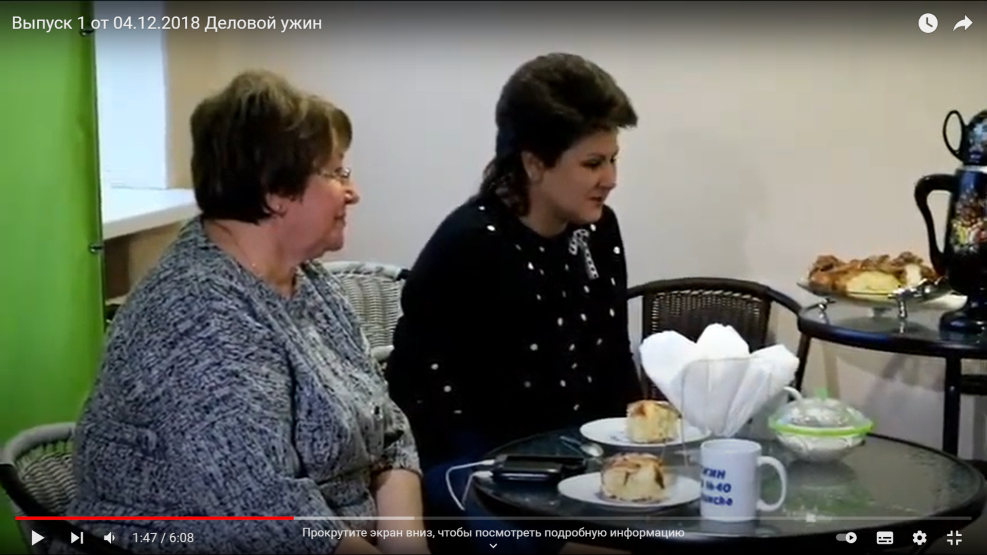 Выпуск 1 от 04.12.2018 Деловой ужин
№40
Прокрутите экран вниз, чтобы посмотреть подробную информацию
1:47 / 6:08